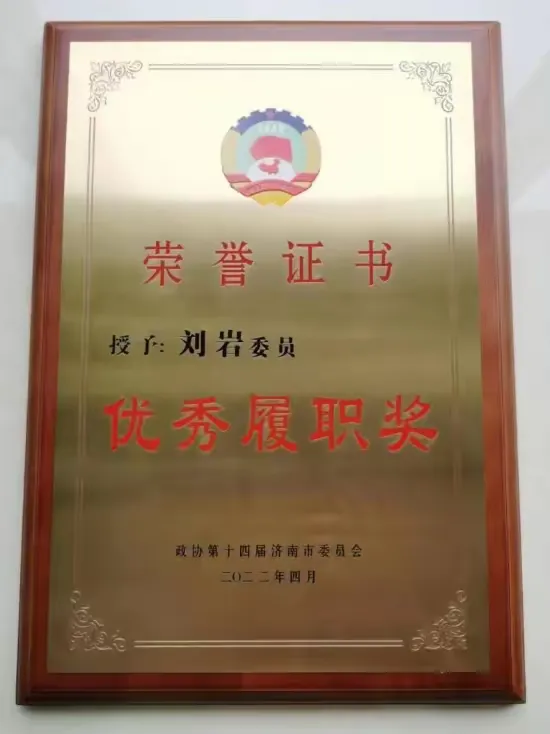 荣誉证书
授予: 刘岩委员
优秀履职奖
政协第十四届济南市委员会
二〇二二年四月